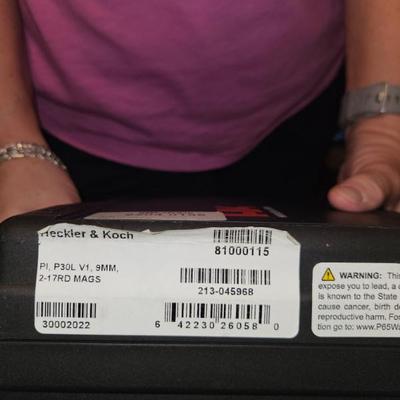 Heckler & Koch
81000115
PI, P30L V1, 9MM,
2-17RD MAGS
213-045968
30002022
6 42230 26058 0
WARNING: This
expose you to lead, a c
is known to the State
cause cancer, birth de
reproductive harm. Fo
tion go to: www.P65Wa